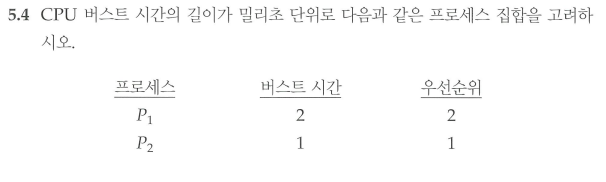 5.4 CPU 버스트 시간의 길이가 밀리초 단위로 다음과 같은 프로세스 집합을 고려하
시오.
프로세스 버스트 시간 우선순위
P₁ 2 2
P₂ 1 1